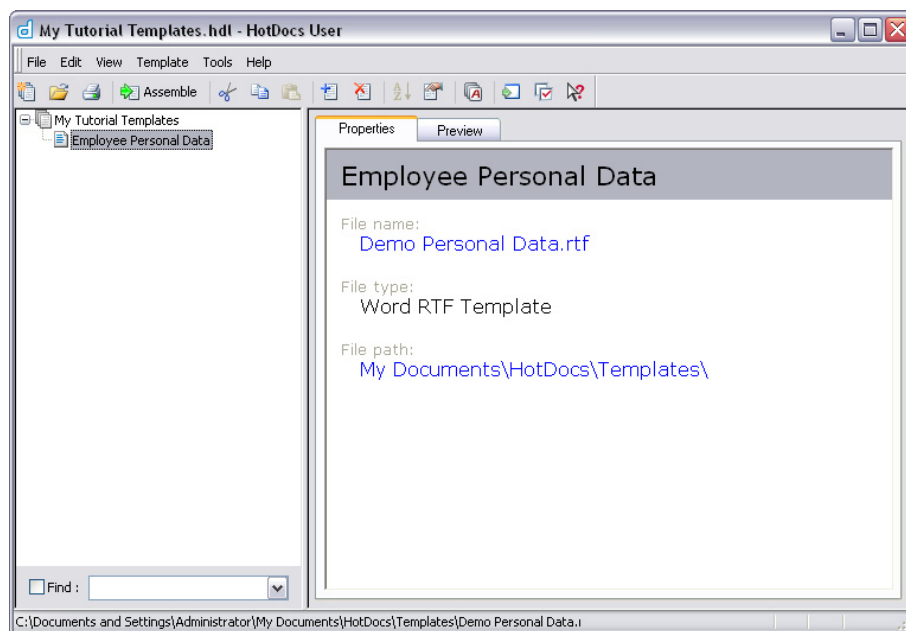 My Tutorial Templates.hdl - HotDocs User
File Edit View Template Tools Help
Assemble
My Tutorial Templates
Employee Personal Data
Properties Preview
Employee Personal Data
File name:
Demo Personal Data.rtf
File type:
Word RTF Template
File path:
My Documents\HotDocs\Templates\
Find :
C:\Documents and Settings\Administrator\My Documents\HotDocs\Templates\Demo Personal Data.r